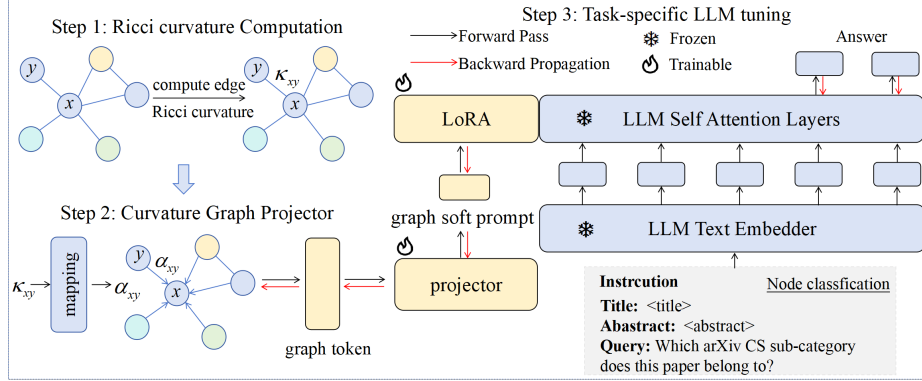 Step 1: Ricci curvature Computation
y
x
compute edge
Ricci curvature
κxy
x
Step 2: Curvature Graph Projector
κxy
mapping
αxy
y
αxy
x
graph token
Step 3: Task-specific LLM tuning
Forward Pass
Backward Propagation
Frozen
Trainable
Answer
LoRA
LLM Self Attention Layers
graph soft prompt
projector
LLM Text Embedder
Instrcution
Node classfication
Title: <title>
Abastract: <abstract>
Query: Which arXiv CS sub-category
does this paper belong to?